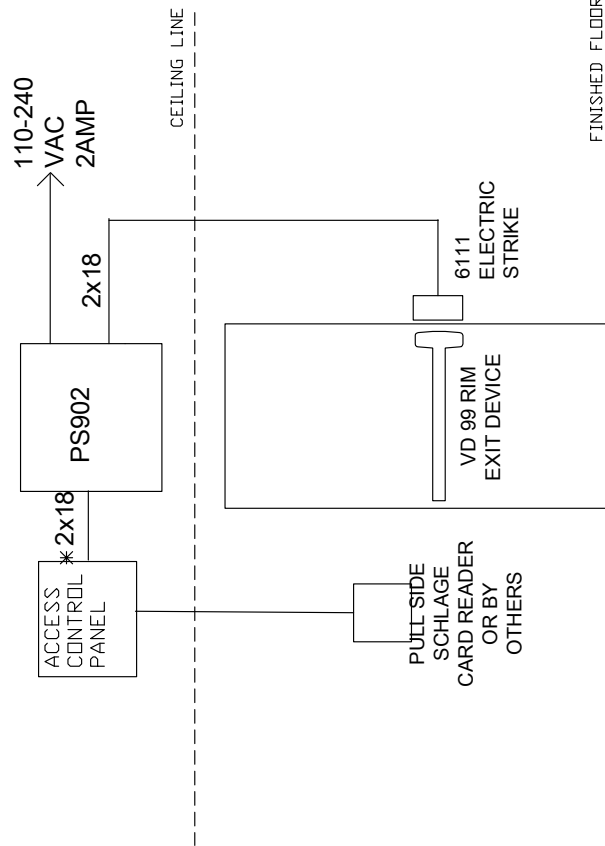 110-240
VAC
2AMP
CEILING LINE
2x18
PS902
*2x18
ACCESS
CONTROL
PANEL
6111
ELECTRIC
STRIKE
VD 99 RIM
EXIT DEVICE
PULL SIDE
SCHLAGE
CARD READER
OR BY
OTHERS
FINISHED FLOOR